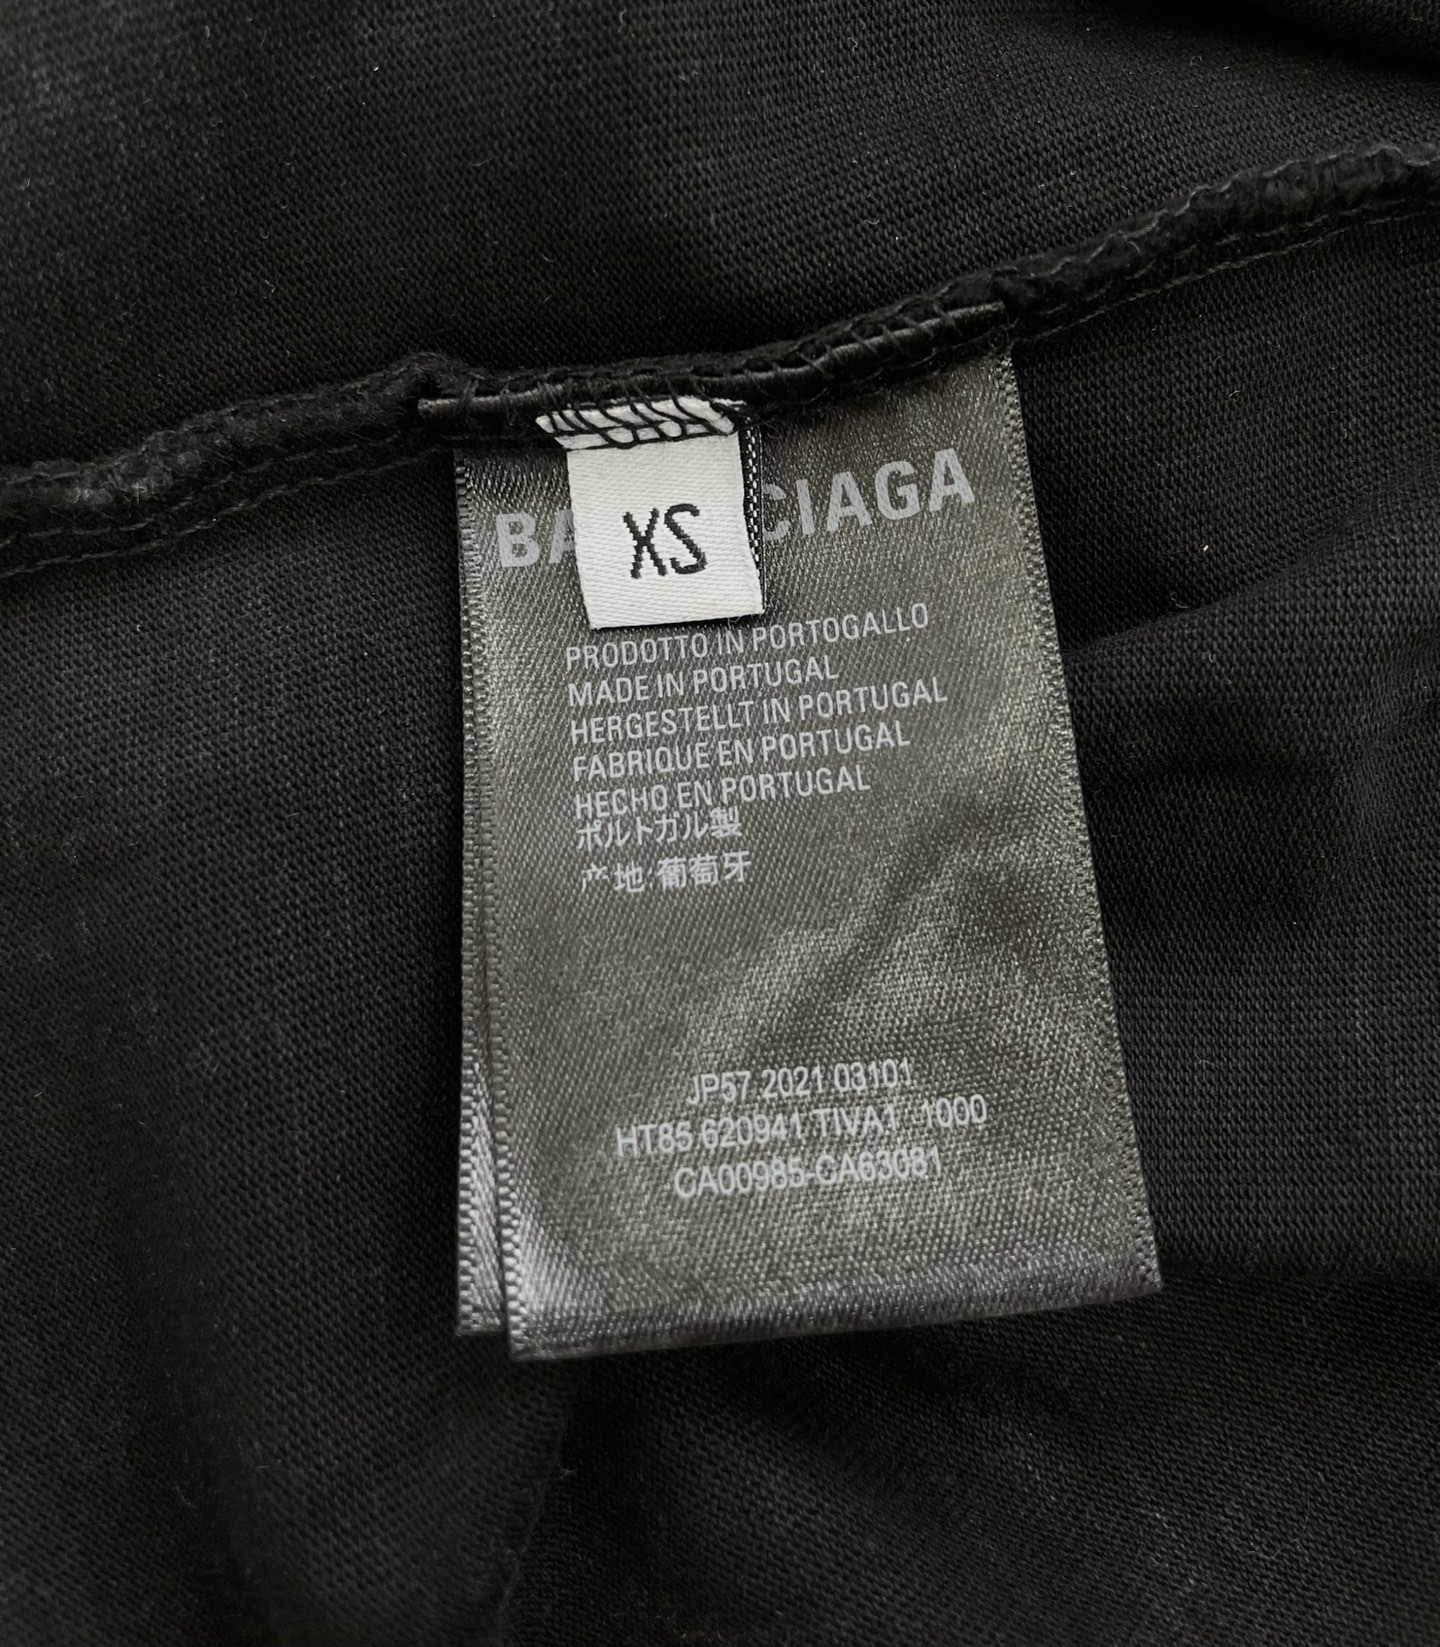 XS
BA CIAGA
PRODOTTO IN PORTOGALLO
MADE IN PORTUGAL
HERGESTELLT IN PORTUGAL
FABRIQUE EN PORTUGAL
HECHO EN PORTUGAL
ポルトガル製
产地:葡萄牙
JP57 2021 03101
HT85 620941 TIVA1 1000
CA00985-CA63081